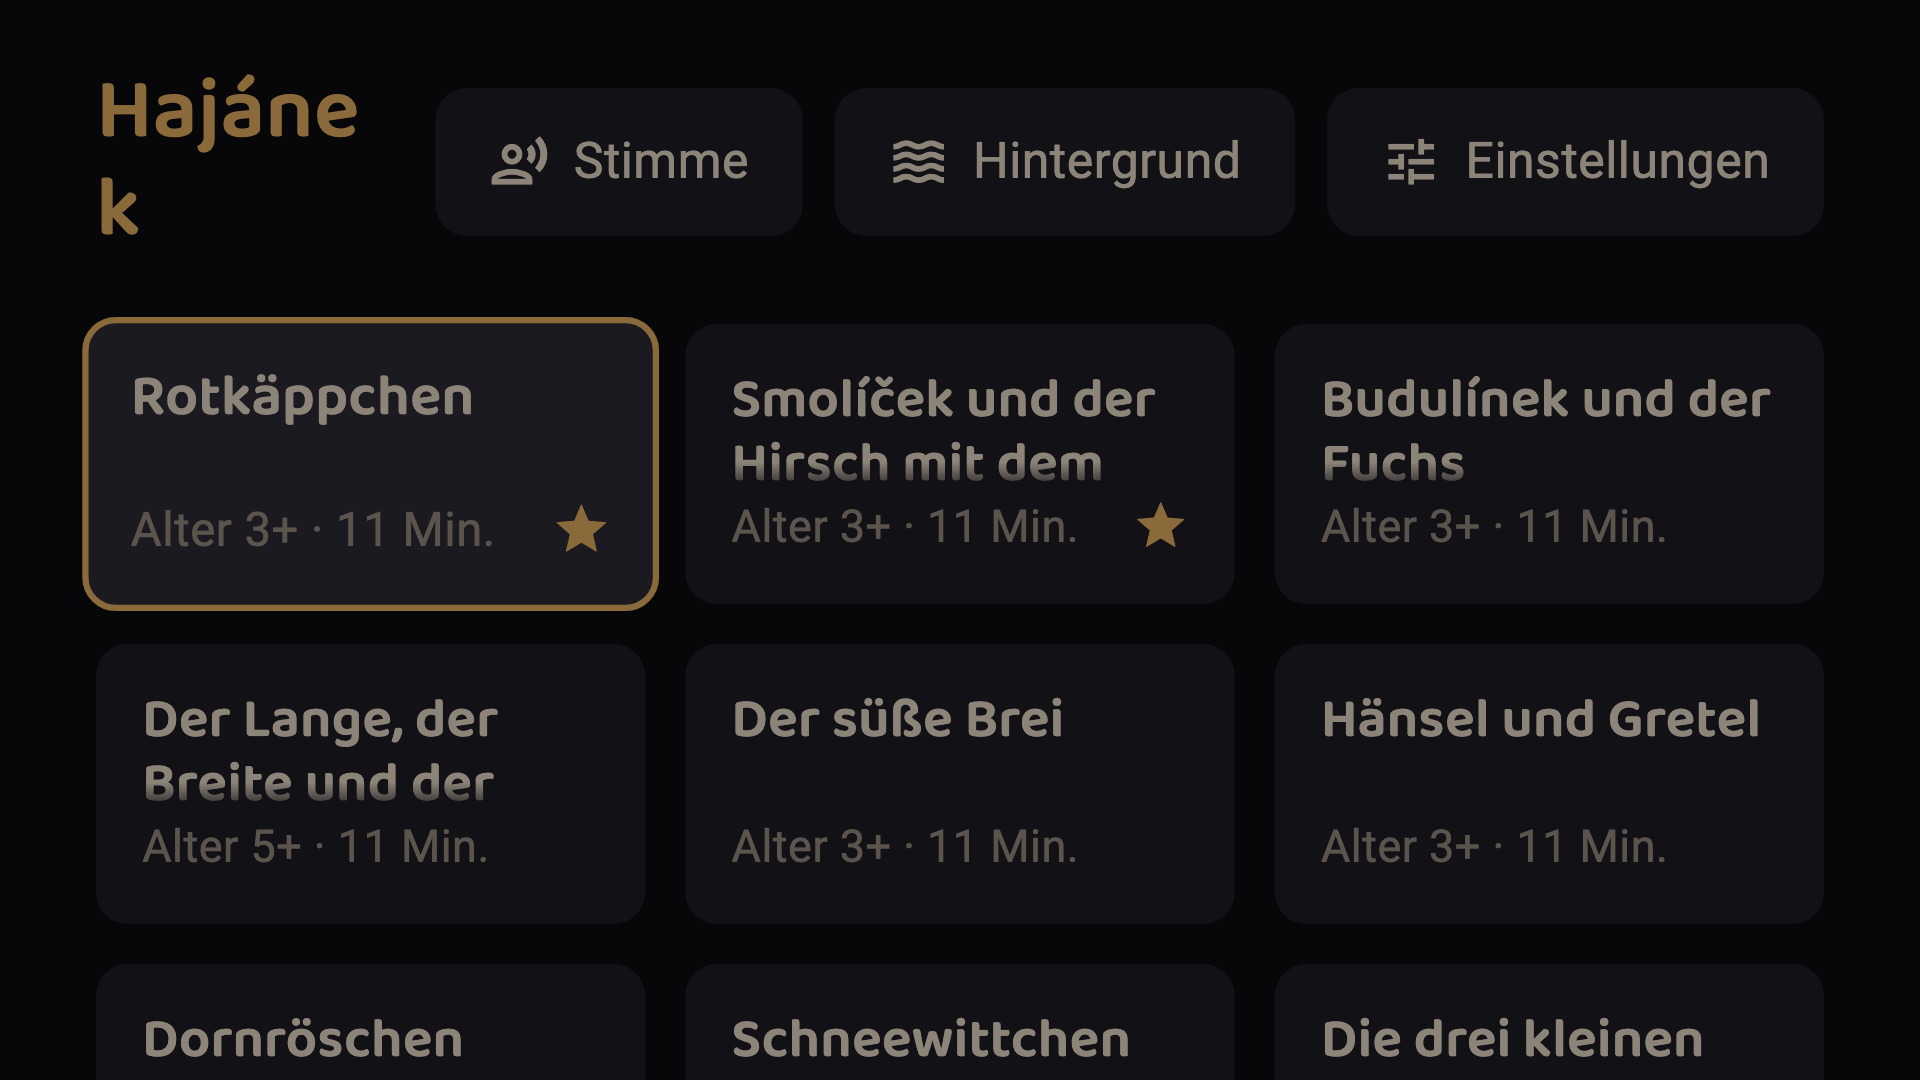 Hajáne
k
Stimme
Hintergrund
Einstellungen
Rotkäppchen
Alter 3+ · 11 Min.
Smolíček und der
Hirsch mit dem
Alter 3+ · 11 Min.
Budulínek und der
Fuchs
Alter 3+ · 11 Min.
Der Lange, der
Breite und der
Alter 5+ · 11 Min.
Der süße Brei
Alter 3+ · 11 Min.
Hänsel und Gretel
Alter 3+ · 11 Min.
Dornröschen
Schneewittchen
Die drei kleinen